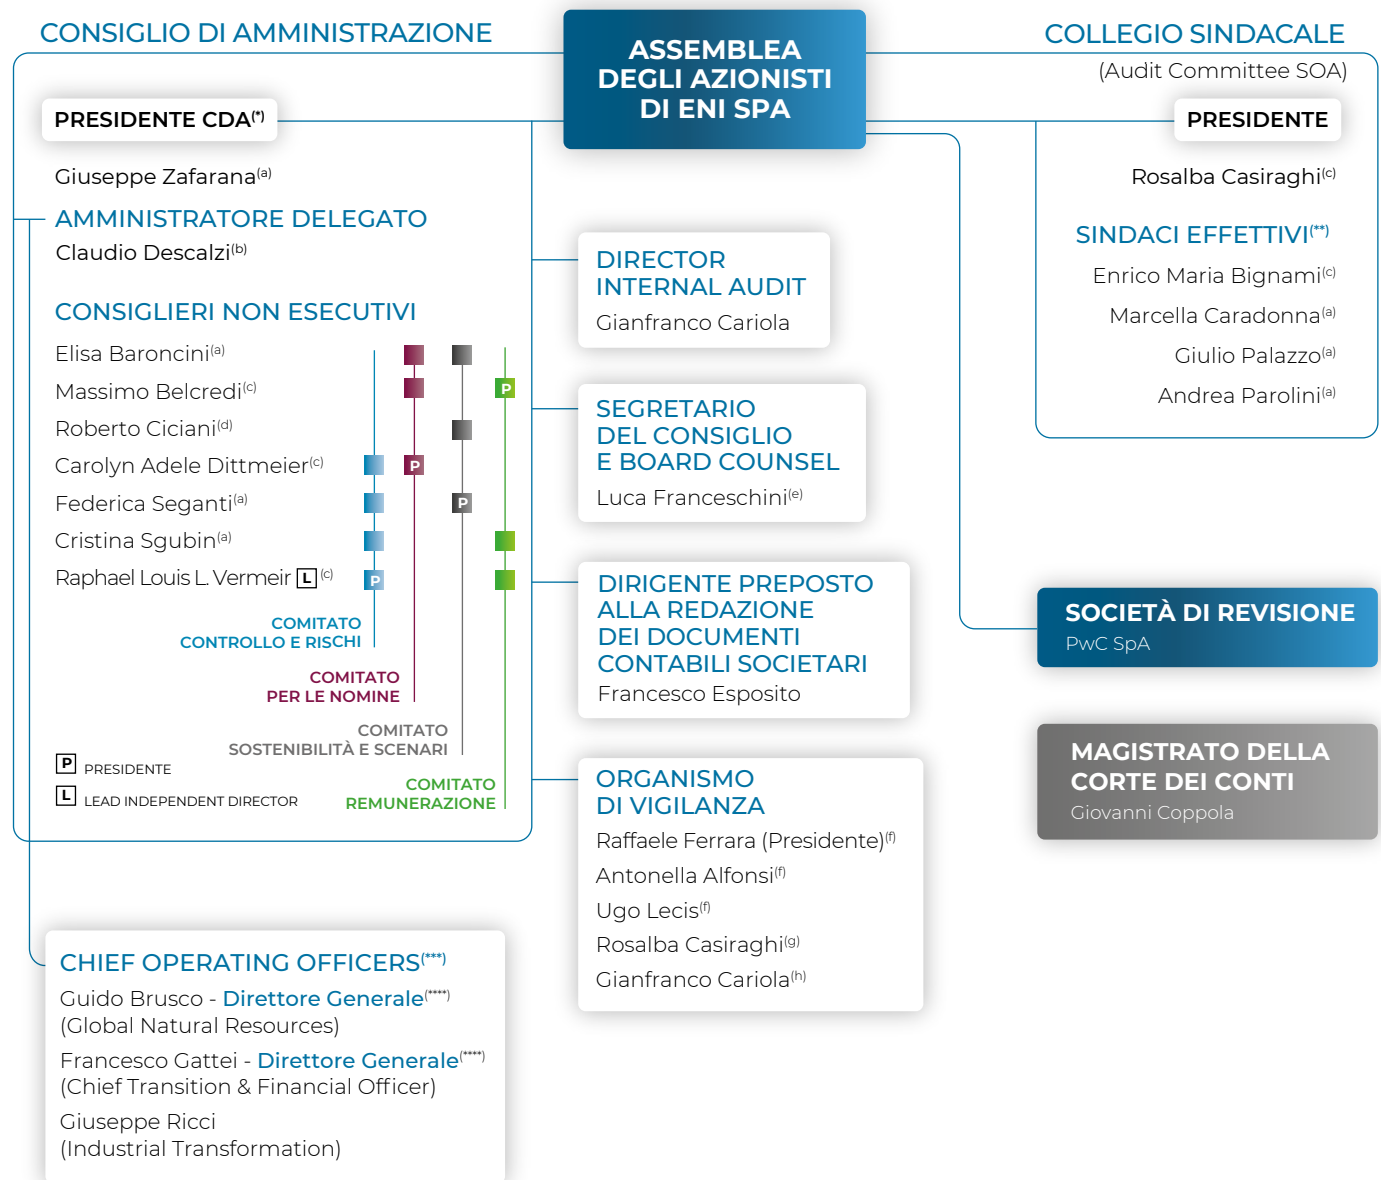 CONSIGLIO DI AMMINISTRAZIONE
PRESIDENTE CDA(*)
Giuseppe Zafarana(a)
AMMINISTRATORE DELEGATO
Claudio Descalzi(b)
CONSIGLIERI NON ESECUTIVI
Elisa Baroncini(a)
Massimo Belcredi(c) P
Roberto Ciciani(d)
Carolyn Adele Dittmeier(c) P
Federica Seganti(a) P
Cristina Sgubin(a)
Raphael Louis L. Vermeir L (c) P
COMITATO
CONTROLLO E RISCHI
COMITATO
PER LE NOMINE
COMITATO
SOSTENIBILITÀ E SCENARI
COMITATO
REMUNERAZIONE
P PRESIDENTE
L LEAD INDEPENDENT DIRECTOR
CHIEF OPERATING OFFICERS(***)
Guido Brusco - Direttore Generale(****)
(Global Natural Resources)
Francesco Gattei - Direttore Generale(****)
(Chief Transition & Financial Officer)
Giuseppe Ricci
(Industrial Transformation)
ASSEMBLEA
DEGLI AZIONISTI
DI ENI SPA
DIRECTOR
INTERNAL AUDIT
Gianfranco Cariola
SEGRETARIO
DEL CONSIGLIO
E BOARD COUNSEL
Luca Franceschini(e)
DIRIGENTE PREPOSTO
ALLA REDAZIONE
DEI DOCUMENTI
CONTABILI SOCIETARI
Francesco Esposito
ORGANISMO
DI VIGILANZA
Raffaele Ferrara (Presidente)(f)
Antonella Alfonsi(f)
Ugo Lecis(f)
Rosalba Casiraghi(g)
Gianfranco Cariola(h)
COLLEGIO SINDACALE
(Audit Committee SOA)
PRESIDENTE
Rosalba Casiraghi(c)
SINDACI EFFETTIVI(**)
Enrico Maria Bignami(c)
Marcella Caradonna(a)
Giulio Palazzo(a)
Andrea Parolini(a)
SOCIETÀ DI REVISIONE
PwC SpA
MAGISTRATO DELLA
CORTE DEI CONTI
Giovanni Coppola